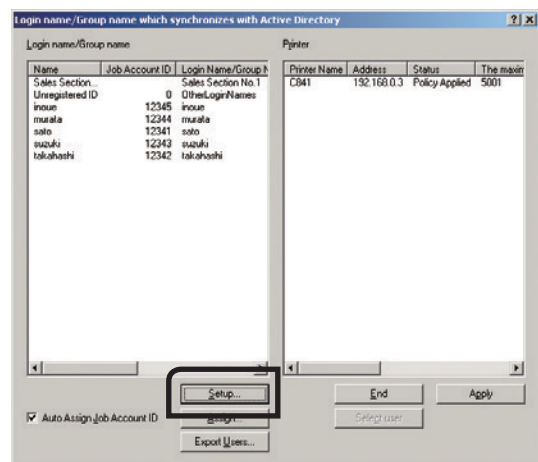 Login name/Group name which synchronizes with Active Directory
Login name/Group name
Printer
Name Job Account ID Login Name/Group N
Sales Section... Sales Section No.1
Unregistered ID 0 OtherLoginNames
inoue 12345 inoue
murata 12344 murata
sato 12341 sato
suzuki 12343 suzuki
takahashi 12342 takahashi
Printer Name Address Status The maxim
C841 192.168.0.3 Policy Applied 5001
Setup...
End
Apply
Auto Assign Job Account ID
Assign...
Select user
Export Users...